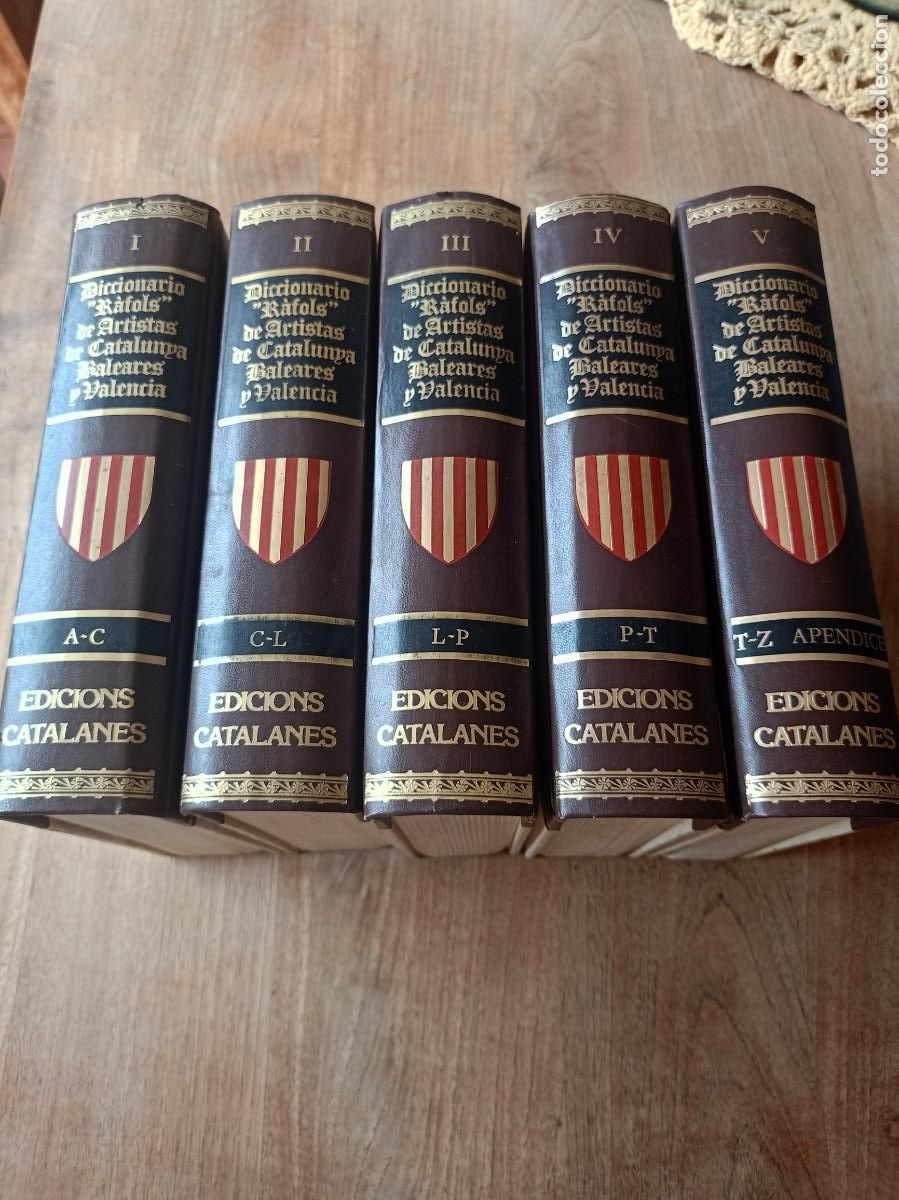 I
Diccionario
"Ràfols"
de Artistas
de Catalunya
Baleares
y Valencia
A-C
EDICIONS
CATALANES
II
Diccionario
"Ràfols"
de Artistas
de Catalunya
Baleares
y Valencia
C-L
EDICIONS
CATALANES
III
Diccionario
"Ràfols"
de Artistas
de Catalunya
Baleares
y Valencia
L-P
EDICIONS
CATALANES
IV
Diccionario
"Ràfols"
de Artistas
de Catalunya
Baleares
y Valencia
P-T
EDICIONS
CATALANES
V
Diccionario
"Ràfols"
de Artistas
de Catalunya
Baleares
y Valencia
T-Z APENDICE
EDICIONS
CATALANES
todocoleccion